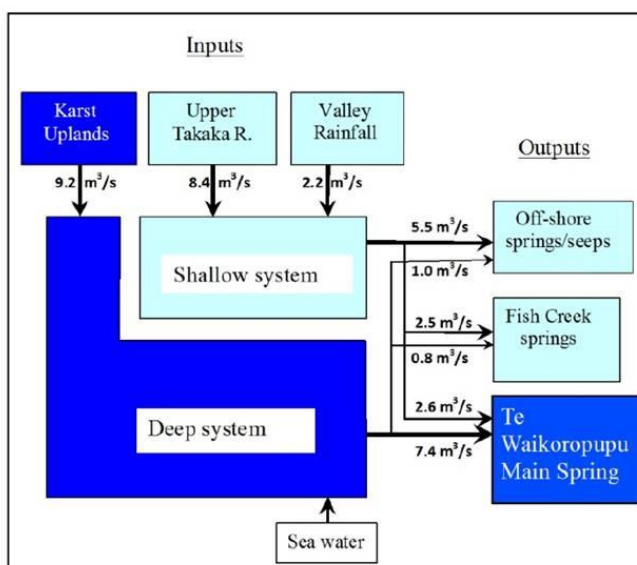 Inputs
Karst
Uplands
Upper
Takaka R.
Valley
Rainfall
Outputs
9.2 m³/s
8.4 m³/s
2.2 m³/s
5.5 m³/s
Off-shore
springs/seeps
Shallow system
1.0 m³/s
2.5 m³/s
Fish Creek
springs
0.8 m³/s
2.6 m³/s
Te
Waikoropupu
Main Spring
Deep system
7.4 m³/s
Sea water